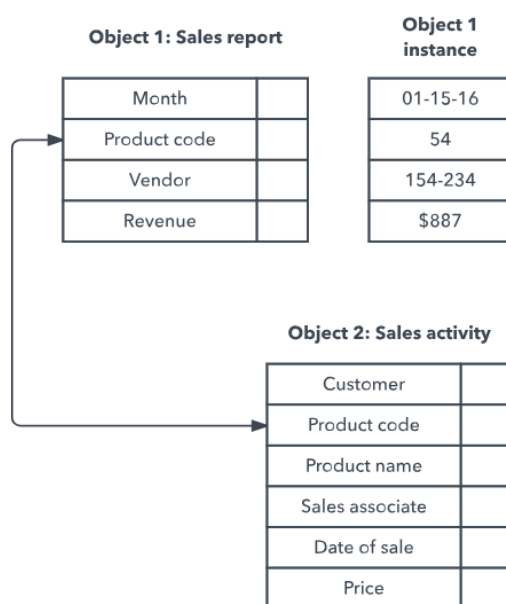 Object 1: Sales report
Object 1
instance
Month
01-15-16
Product code
54
Vendor
154-234
Revenue
$887
Object 2: Sales activity
Customer
Product code
Product name
Sales associate
Date of sale
Price